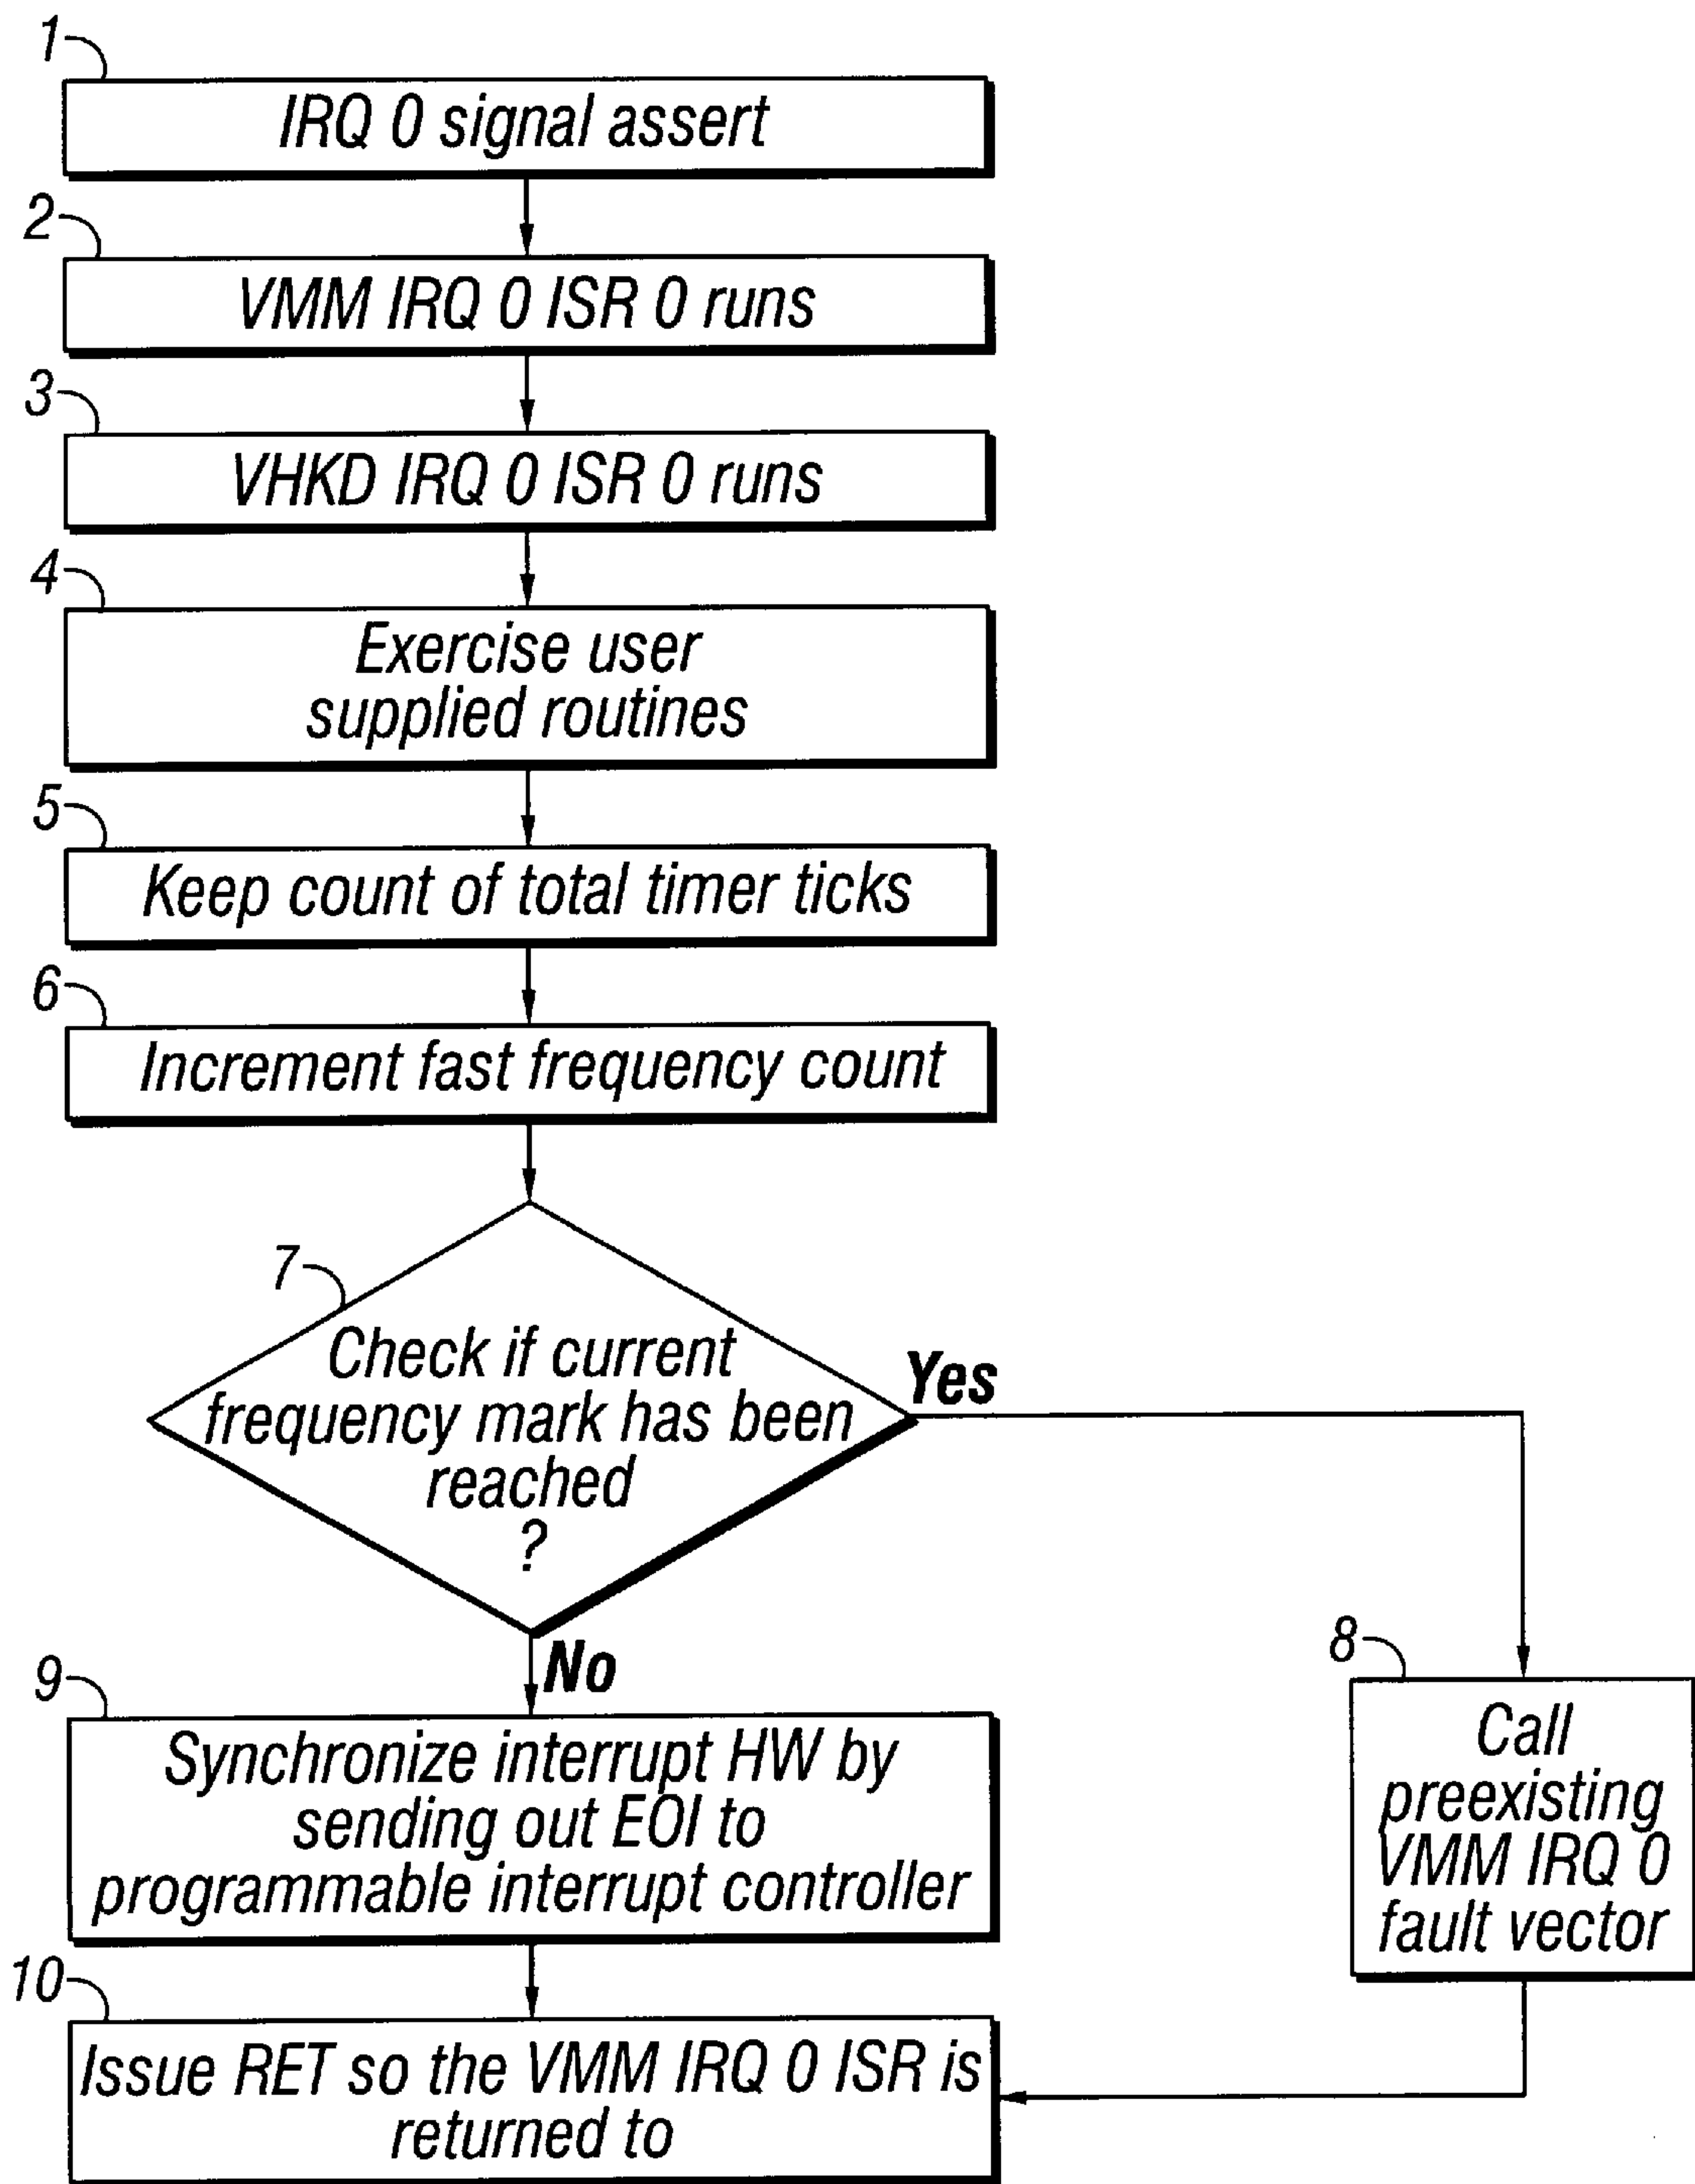 1
IRQ 0 signal assert
2
VMM IRQ 0 ISR 0 runs
3
VHKD IRQ 0 ISR 0 runs
4
Exercise user
supplied routines
5
Keep count of total timer ticks
6
Increment fast frequency count
7
Check if current
frequency mark has been
reached
?
Yes
No
8
Call
preexisting
VMM IRQ 0
fault vector
9
Synchronize interrupt HW by
sending out EOI to
programmable interrupt controller
10
Issue RET so the VMM IRQ 0 ISR is
returned to